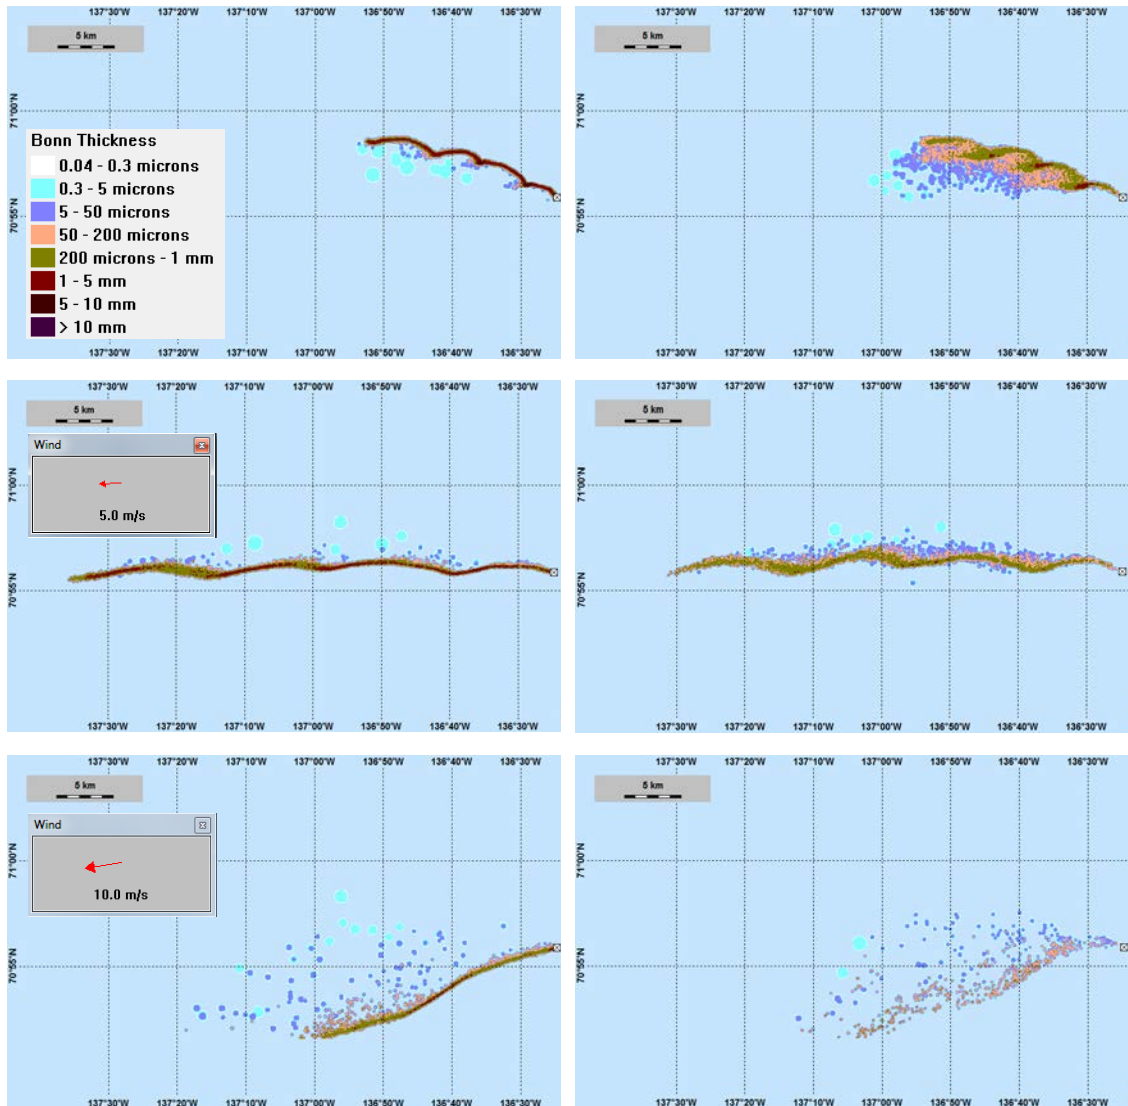 137°30'W 137°20'W 137°10'W 137°00'W 136°50'W 136°40'W 136°30'W
5 km
71°00'N
Bonn Thickness
0.04 - 0.3 microns
0.3 - 5 microns
5 - 50 microns
50 - 200 microns
200 microns - 1 mm
1 - 5 mm
5 - 10 mm
> 10 mm
70°55'N
137°30'W 137°20'W 137°10'W 137°00'W 136°50'W 136°40'W 136°30'W
137°30'W 137°20'W 137°10'W 137°00'W 136°50'W 136°40'W 136°30'W
5 km
71°00'N
70°55'N
137°30'W 137°20'W 137°10'W 137°00'W 136°50'W 136°40'W 136°30'W
137°30'W 137°20'W 137°10'W 137°00'W 136°50'W 136°40'W 136°30'W
5 km
Wind
5.0 m/s
71°00'N
70°55'N
137°30'W 137°20'W 137°10'W 137°00'W 136°50'W 136°40'W 136°30'W
137°30'W 137°20'W 137°10'W 137°00'W 136°50'W 136°40'W 136°30'W
5 km
71°00'N
70°55'N
137°30'W 137°20'W 137°10'W 137°00'W 136°50'W 136°40'W 136°30'W
137°30'W 137°20'W 137°10'W 137°00'W 136°50'W 136°40'W 136°30'W
5 km
Wind
10.0 m/s
71°00'N
70°55'N
137°30'W 137°20'W 137°10'W 137°00'W 136°50'W 136°40'W 136°30'W
137°30'W 137°20'W 137°10'W 137°00'W 136°50'W 136°40'W 136°30'W
5 km
71°00'N
70°55'N
137°30'W 137°20'W 137°10'W 137°00'W 136°50'W 136°40'W 136°30'W